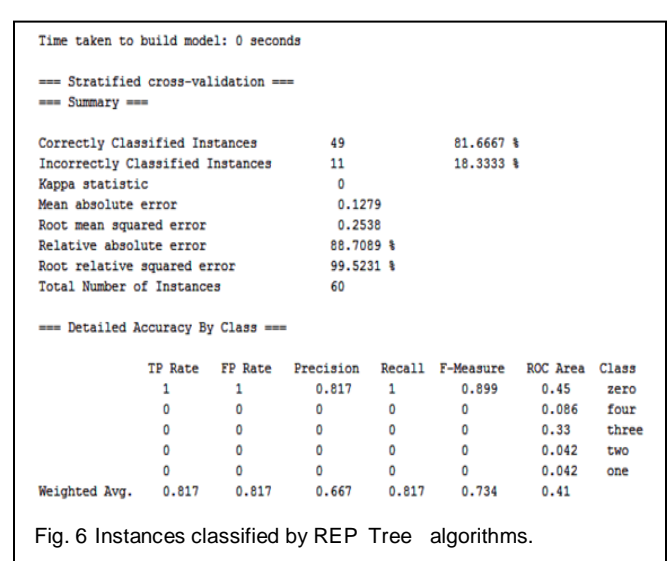 Time taken to build model: 0 seconds
=== Stratified cross-validation ===
=== Summary ===
Correctly Classified Instances 49 81.6667 %
Incorrectly Classified Instances 11 18.3333 %
Kappa statistic 0
Mean absolute error 0.1279
Root mean squared error 0.2538
Relative absolute error 88.7089 %
Root relative squared error 99.5231 %
Total Number of Instances 60
=== Detailed Accuracy By Class ===
TP Rate FP Rate Precision Recall F-Measure ROC Area Class
1 1 0.817 1 0.899 0.45 zero
0 0 0 0 0 0.086 four
0 0 0 0 0 0.33 three
0 0 0 0 0 0.042 two
0 0 0 0 0 0.042 one
Weighted Avg. 0.817 0.817 0.667 0.817 0.734 0.41
Fig. 6 Instances classified by REP Tree algorithms.